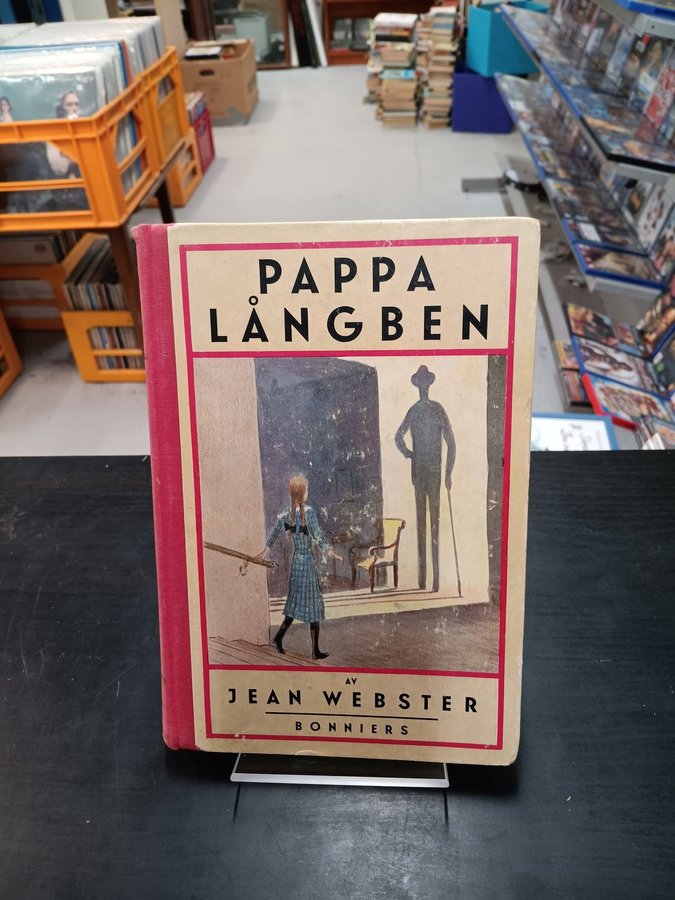 PAPPA
LÅNGBEN
AV
JEAN WEBSTER
BONNIERS